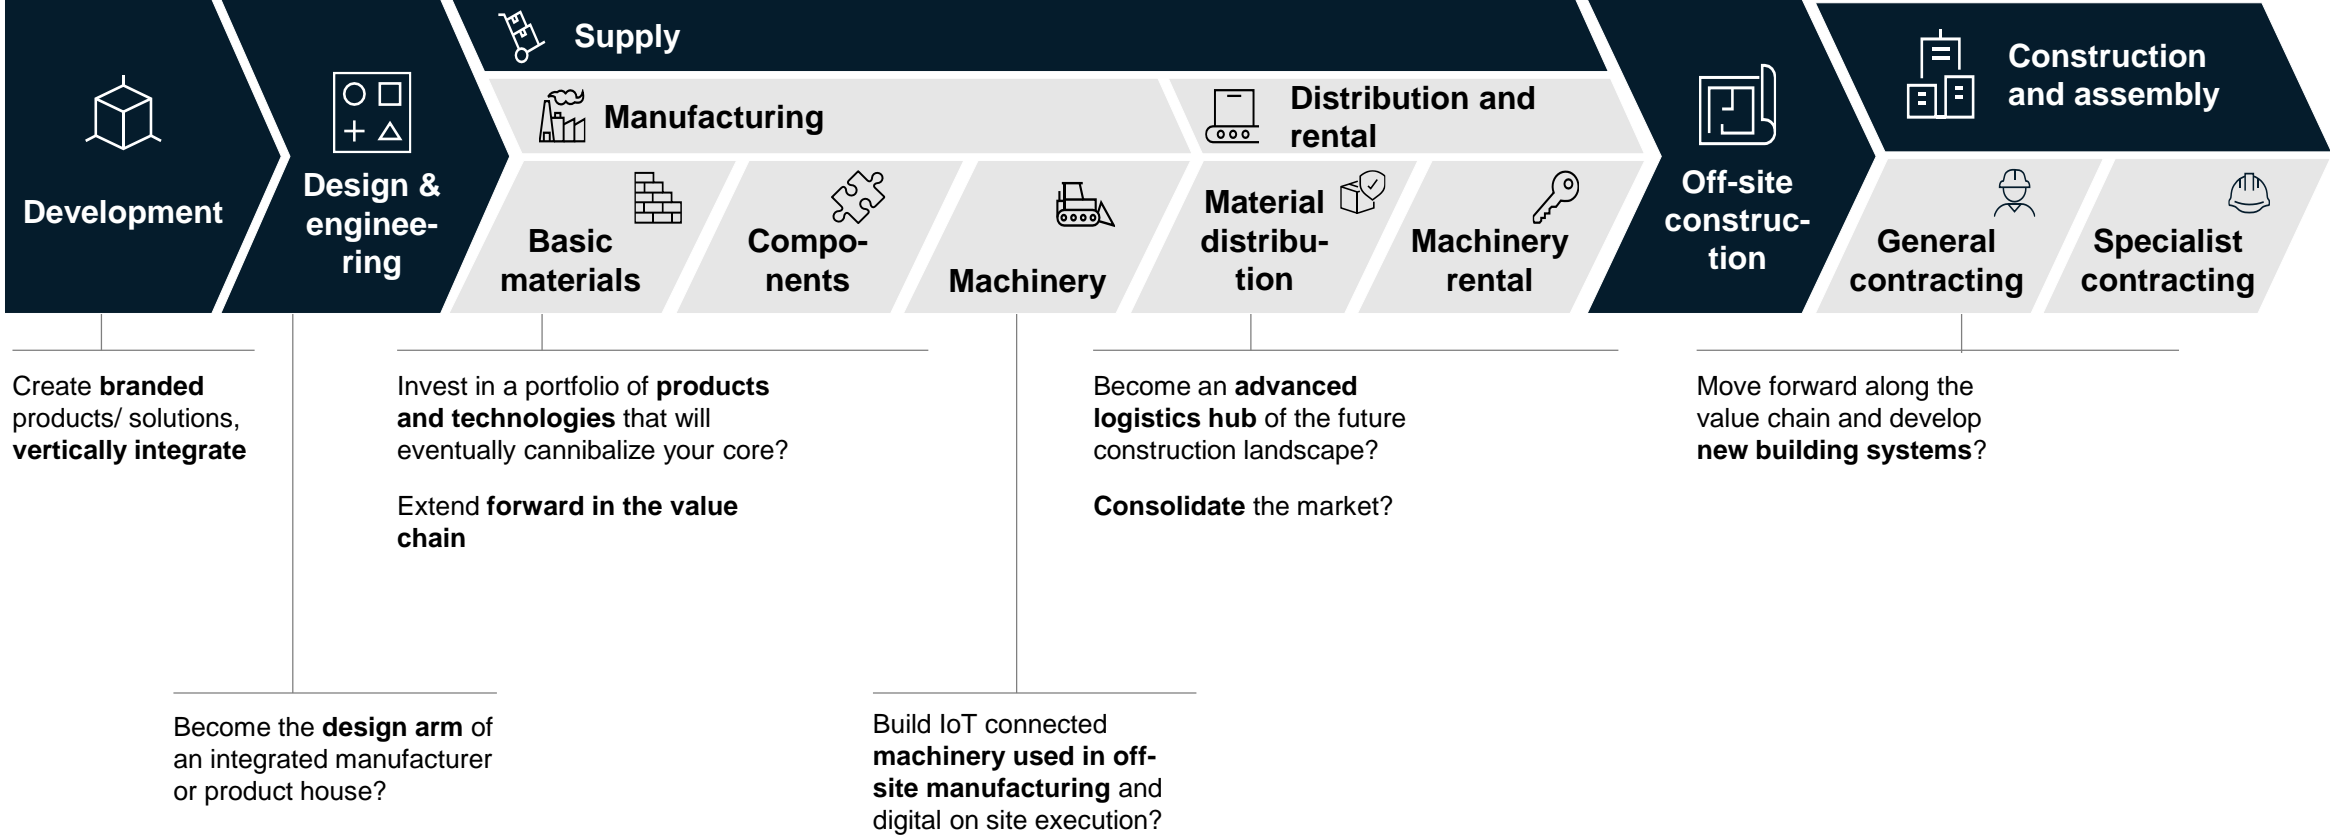 Supply
Construction
and assembly
Manufacturing
Distribution and
rental
Development
Design &
enginee-
ring
Basic
materials
Compo-
nents
Machinery
Material
distribu-
tion
Machinery
rental
Off-site
construc-
tion
General
contracting
Specialist
contracting
Create branded
products/ solutions,
vertically integrate
Invest in a portfolio of products
and technologies that will
eventually cannibalize your core?
Extend forward in the value
chain
Become an advanced
logistics hub of the future
construction landscape?
Consolidate the market?
Move forward along the
value chain and develop
new building systems?
Become the design arm of
an integrated manufacturer
or product house?
Build IoT connected
machinery used in off-
site manufacturing and
digital on site execution?